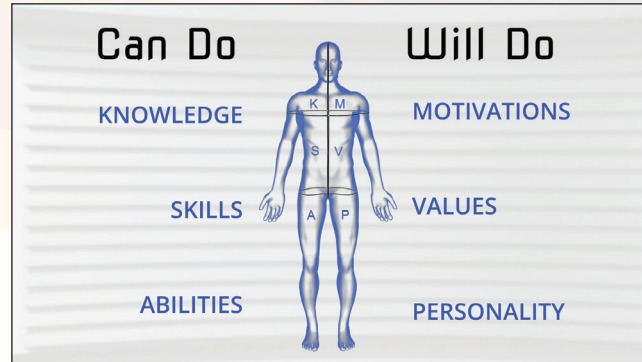 Can Do
Will Do
KNOWLEDGE
K M
MOTIVATIONS
S V
SKILLS
VALUES
A P
ABILITIES
PERSONALITY